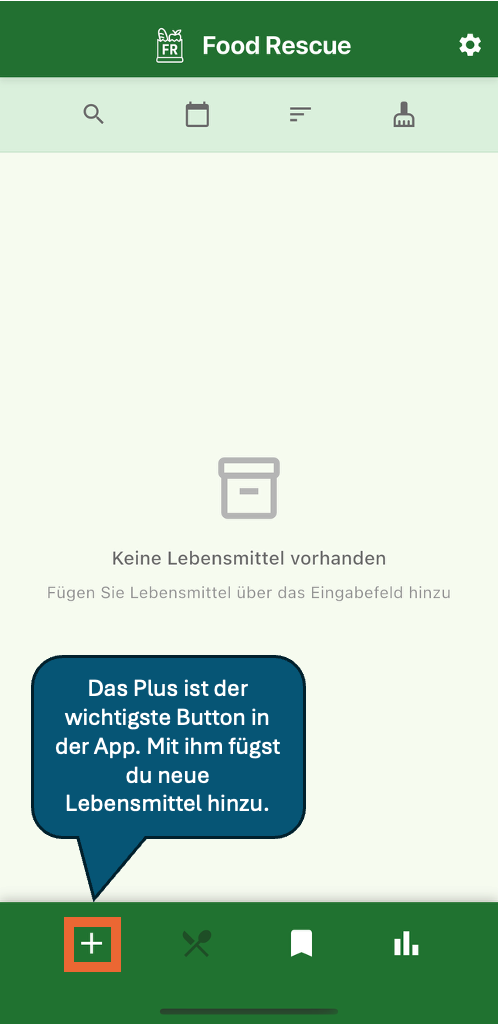 FR
Food Rescue
Keine Lebensmittel vorhanden
Fügen Sie Lebensmittel über das Eingabefeld hinzu
Das Plus ist der
wichtigste Button in
der App. Mit ihm fügst
du neue
Lebensmittel hinzu.